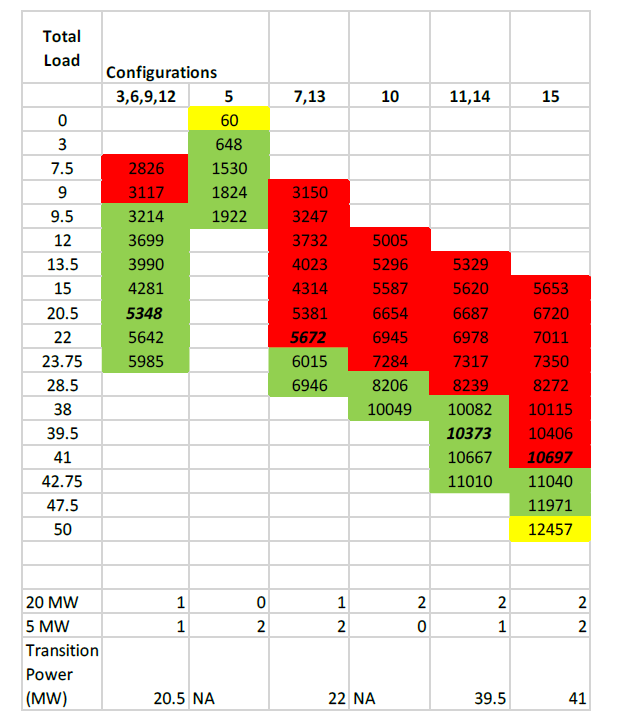 Total
Load
Configurations
3,6,9,12 5 7,13 10 11,14 15
0 60
3 648
7.5 2826 1530
9 3117 1824 3150
9.5 3214 1922 3247
12 3699 3732 5005
13.5 3990 4023 5296 5329
15 4281 4314 5587 5620 5653
20.5 5348 5381 6654 6687 6720
22 5642 5672 6945 6978 7011
23.75 5985 6015 7284 7317 7350
28.5 6946 8206 8239 8272
38 10049 10082 10115
39.5 10373 10406
41 10667 10697
42.75 11010 11040
47.5 11971
50 12457
20 MW 1 0 1 2 2 2
5 MW 1 2 2 0 1 2
Transition
Power
(MW) 20.5 NA 22 NA 39.5 41